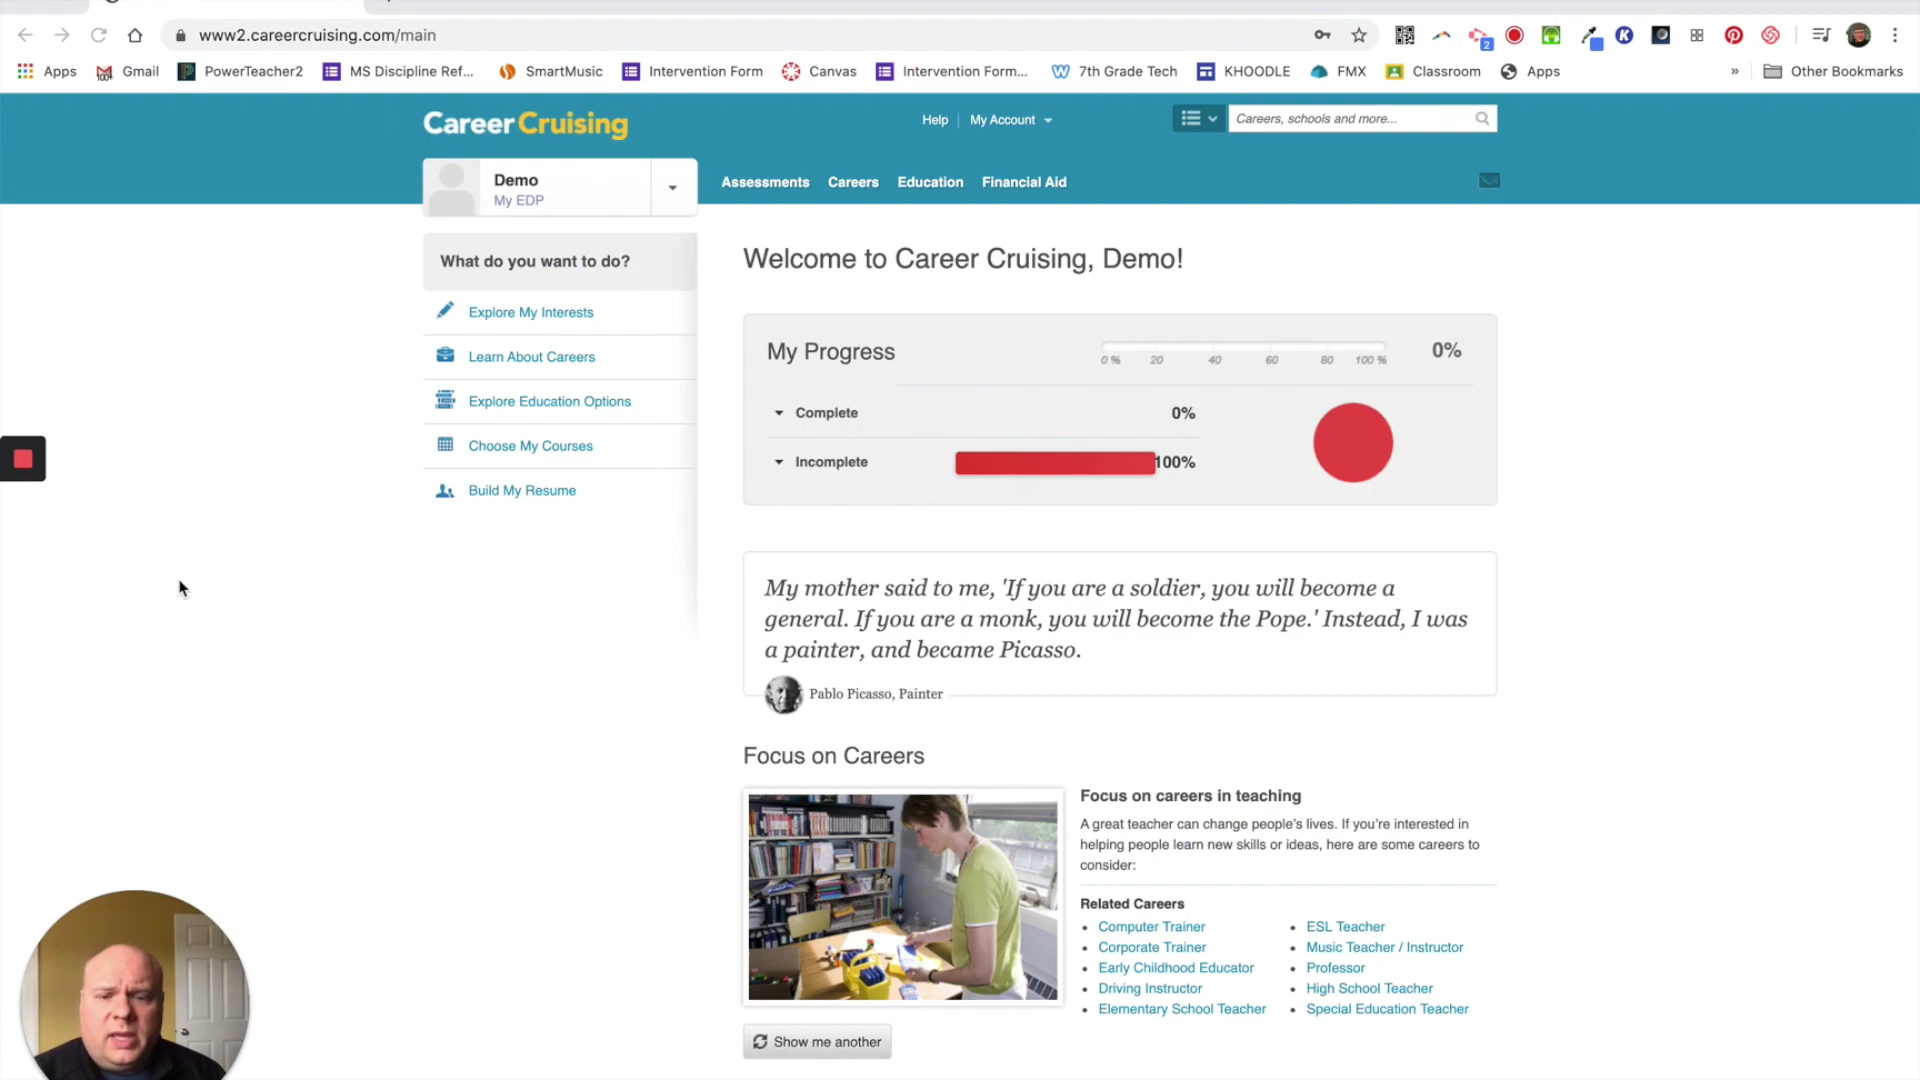 www2.careercruising.com/main
2
Apps
Gmail
PowerTeacher2
MS Discipline Ref...
SmartMusic
Intervention Form
Canvas
Intervention Form...
7th Grade Tech
KHOODLE
FMX
Classroom
Apps
»
Other Bookmarks
Career Cruising
Help
My Account
Careers, schools and more...
Demo
My EDP
Assessments
Careers
Education
Financial Aid
What do you want to do?
Explore My Interests
Learn About Careers
Explore Education Options
Choose My Courses
Build My Resume
Welcome to Career Cruising, Demo!
My Progress
0 % 20 40 60 80 100 %
0%
Complete 0%
Incomplete 100%
My mother said to me, 'If you are a soldier, you will become a
general. If you are a monk, you will become the Pope.' Instead, I was
a painter, and became Picasso.
Pablo Picasso, Painter
Focus on Careers
Focus on careers in teaching
A great teacher can change people's lives. If you're interested in
helping people learn new skills or ideas, here are some careers to
consider:
Related Careers
• Computer Trainer
• Corporate Trainer
• Early Childhood Educator
• Driving Instructor
• Elementary School Teacher
• ESL Teacher
• Music Teacher / Instructor
• Professor
• High School Teacher
• Special Education Teacher
Show me another